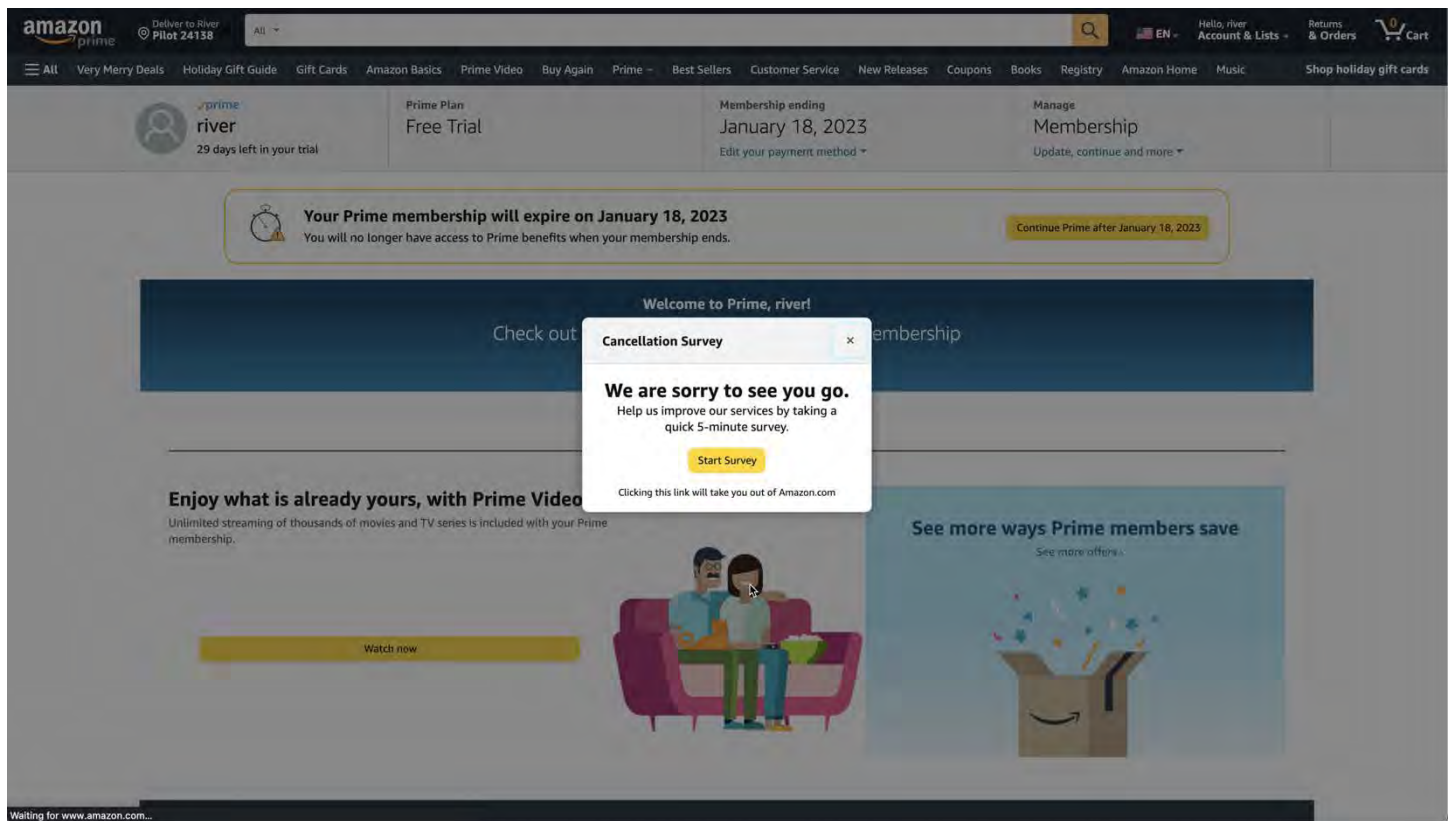 amazon
prime
Deliver to River
Pilot 24138
All
EN
Hello, river
Account & Lists
Returns
& Orders
0
Cart
All
Very Merry Deals
Holiday Gift Guide
Gift Cards
Amazon Basics
Prime Video
Buy Again
Prime
Best Sellers
Customer Service
New Releases
Coupons
Books
Registry
Amazon Home
Music
Shop holiday gift cards
prime
river
29 days left in your trial
Prime Plan
Free Trial
Membership ending
January 18, 2023
Edit your payment method
Manage
Membership
Update, continue and more
Your Prime membership will expire on January 18, 2023
You will no longer have access to Prime benefits when your membership ends.
Continue Prime after January 18, 2023
Welcome to Prime, river!
Check out
embership
Cancellation Survey
×
We are sorry to see you go.
Help us improve our services by taking a
quick 5-minute survey.
Start Survey
Clicking this link will take you out of Amazon.com
Enjoy what is already yours, with Prime Video
Unlimited streaming of thousands of movies and TV series is included with your Prime
membership.
Watch now
See more ways Prime members save
See more offers
Waiting for www.amazon.com...